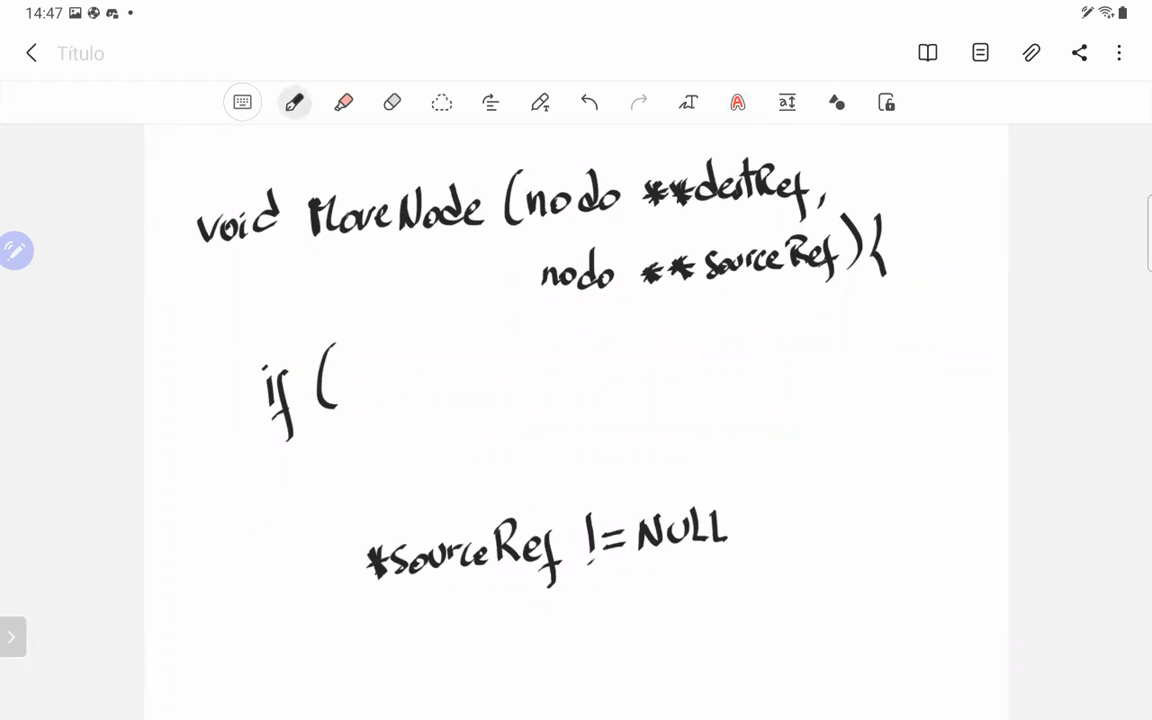 14:47
Título
void MoveNode (nodo **destRef,
nodo **sourceRef){
if (
*sourceRef != NULL